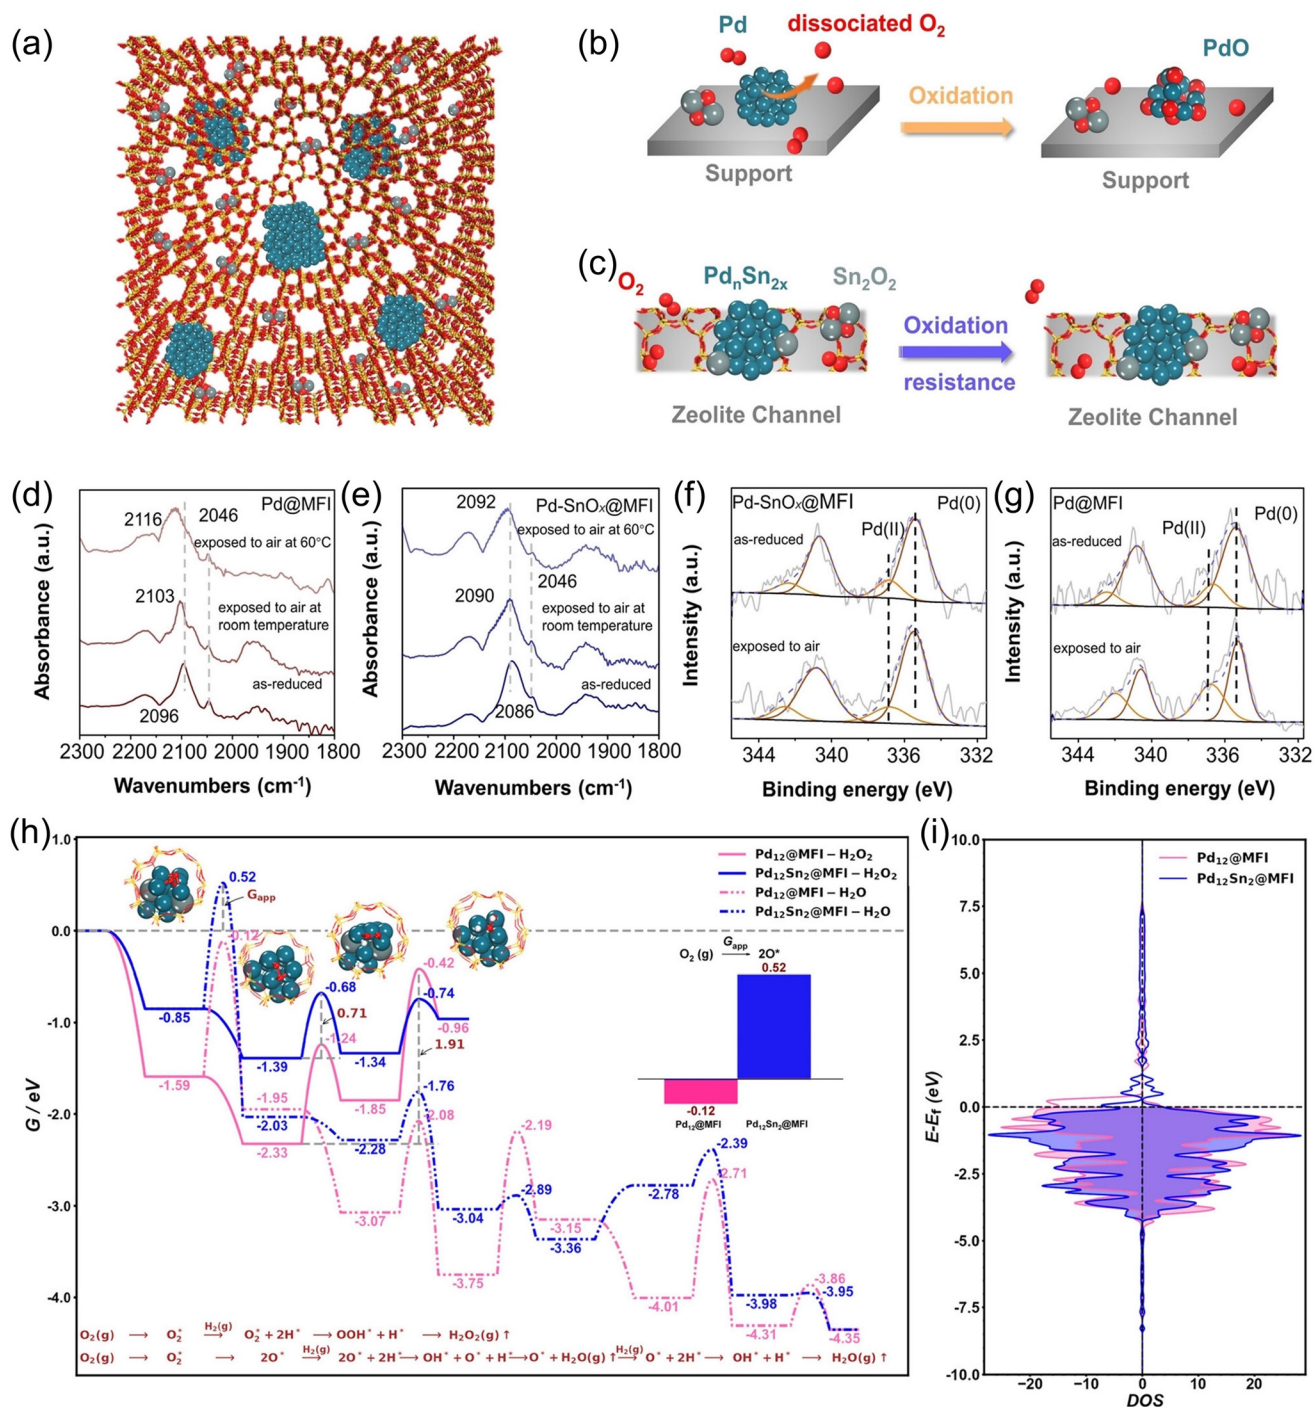 (a)
(b)
Pd
dissociated O₂
PdO
Oxidation
Support
Support
(c)
O₂
PdₙSn₂ₓ
Sn₂O₂
Oxidation
resistance
Zeolite Channel
Zeolite Channel
(d)
Pd@MFI
2116
2046
exposed to air at 60°C
2103
exposed to air at
room temperature
as-reduced
2096
Absorbance (a.u.)
2300 2200 2100 2000 1900 1800
Wavenumbers (cm⁻¹)
(e)
2092
Pd-SnOₓ@MFI
exposed to air at 60°C
2046
2090
exposed to air at
room temperature
as-reduced
2086
Absorbance (a.u.)
2300 2200 2100 2000 1900 1800
Wavenumbers (cm⁻¹)
(f)
Pd-SnOₓ@MFI
Pd(0)
Pd(II)
as-reduced
exposed to air
Intensity (a.u.)
344 340 336 332
Binding energy (eV)
(g)
Pd@MFI
Pd(0)
Pd(II)
as-reduced
exposed to air
Intensity (a.u.)
344 340 336 332
Binding energy (eV)
(h)
1.0
0.0
-1.0
-2.0
-3.0
-4.0
G / eV
Pd₁₂@MFI − H₂O₂
Pd₁₂Sn₂@MFI − H₂O₂
Pd₁₂@MFI − H₂O
Pd₁₂Sn₂@MFI − H₂O
0.52
G_app
-0.12
-0.42
-0.68
-0.74
-0.85
0.71
-0.96
-1.24
1.91
-1.39
-1.34
-1.59
-1.85
-1.76
-1.95
-2.03
-2.08
-2.28
-2.33
-2.19
-2.39
-2.71
-2.89
-2.78
-3.04
-3.07
-3.15
-3.36
-3.75
-4.01
-3.86
-3.95
-3.98
-4.31
-4.35
O₂ (g) G_app → 2O*
0.52
-0.12
Pd₁₂@MFI
Pd₁₂Sn₂@MFI
O₂(g) → O₂* H₂(g) → O₂* + 2H* → OOH* + H* → H₂O₂(g) ↑
O₂(g) → O₂* → 2O* H₂(g) → 2O* + 2H* → OH* + O* + H* → O* + H₂O(g) ↑ H₂(g) → O* + 2H* → OH* + H* → H₂O(g) ↑
(i)
10.0
7.5
5.0
2.5
0.0
-2.5
-5.0
-7.5
-10.0
E-E_f (eV)
Pd₁₂@MFI
Pd₁₂Sn₂@MFI
−20 −10 0 10 20
DOS